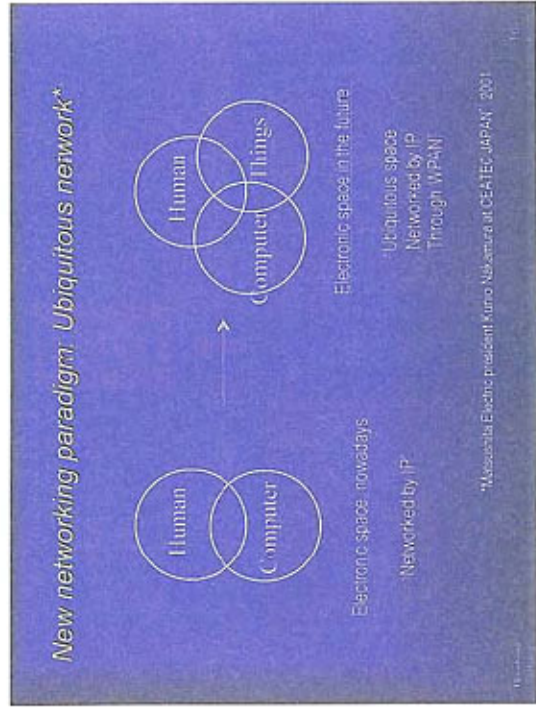 New networking paradigm: Ubiquitous network*
Human
Computer
Electronic space nowadays
"Networked by IP"
Human
Computer
Things
Electronic space in the future
"Ubiquitous space
Networked by IP
Through WPAN"
*Matsushita Electric president Kunio Nakamura at CEATEC JAPAN 2001